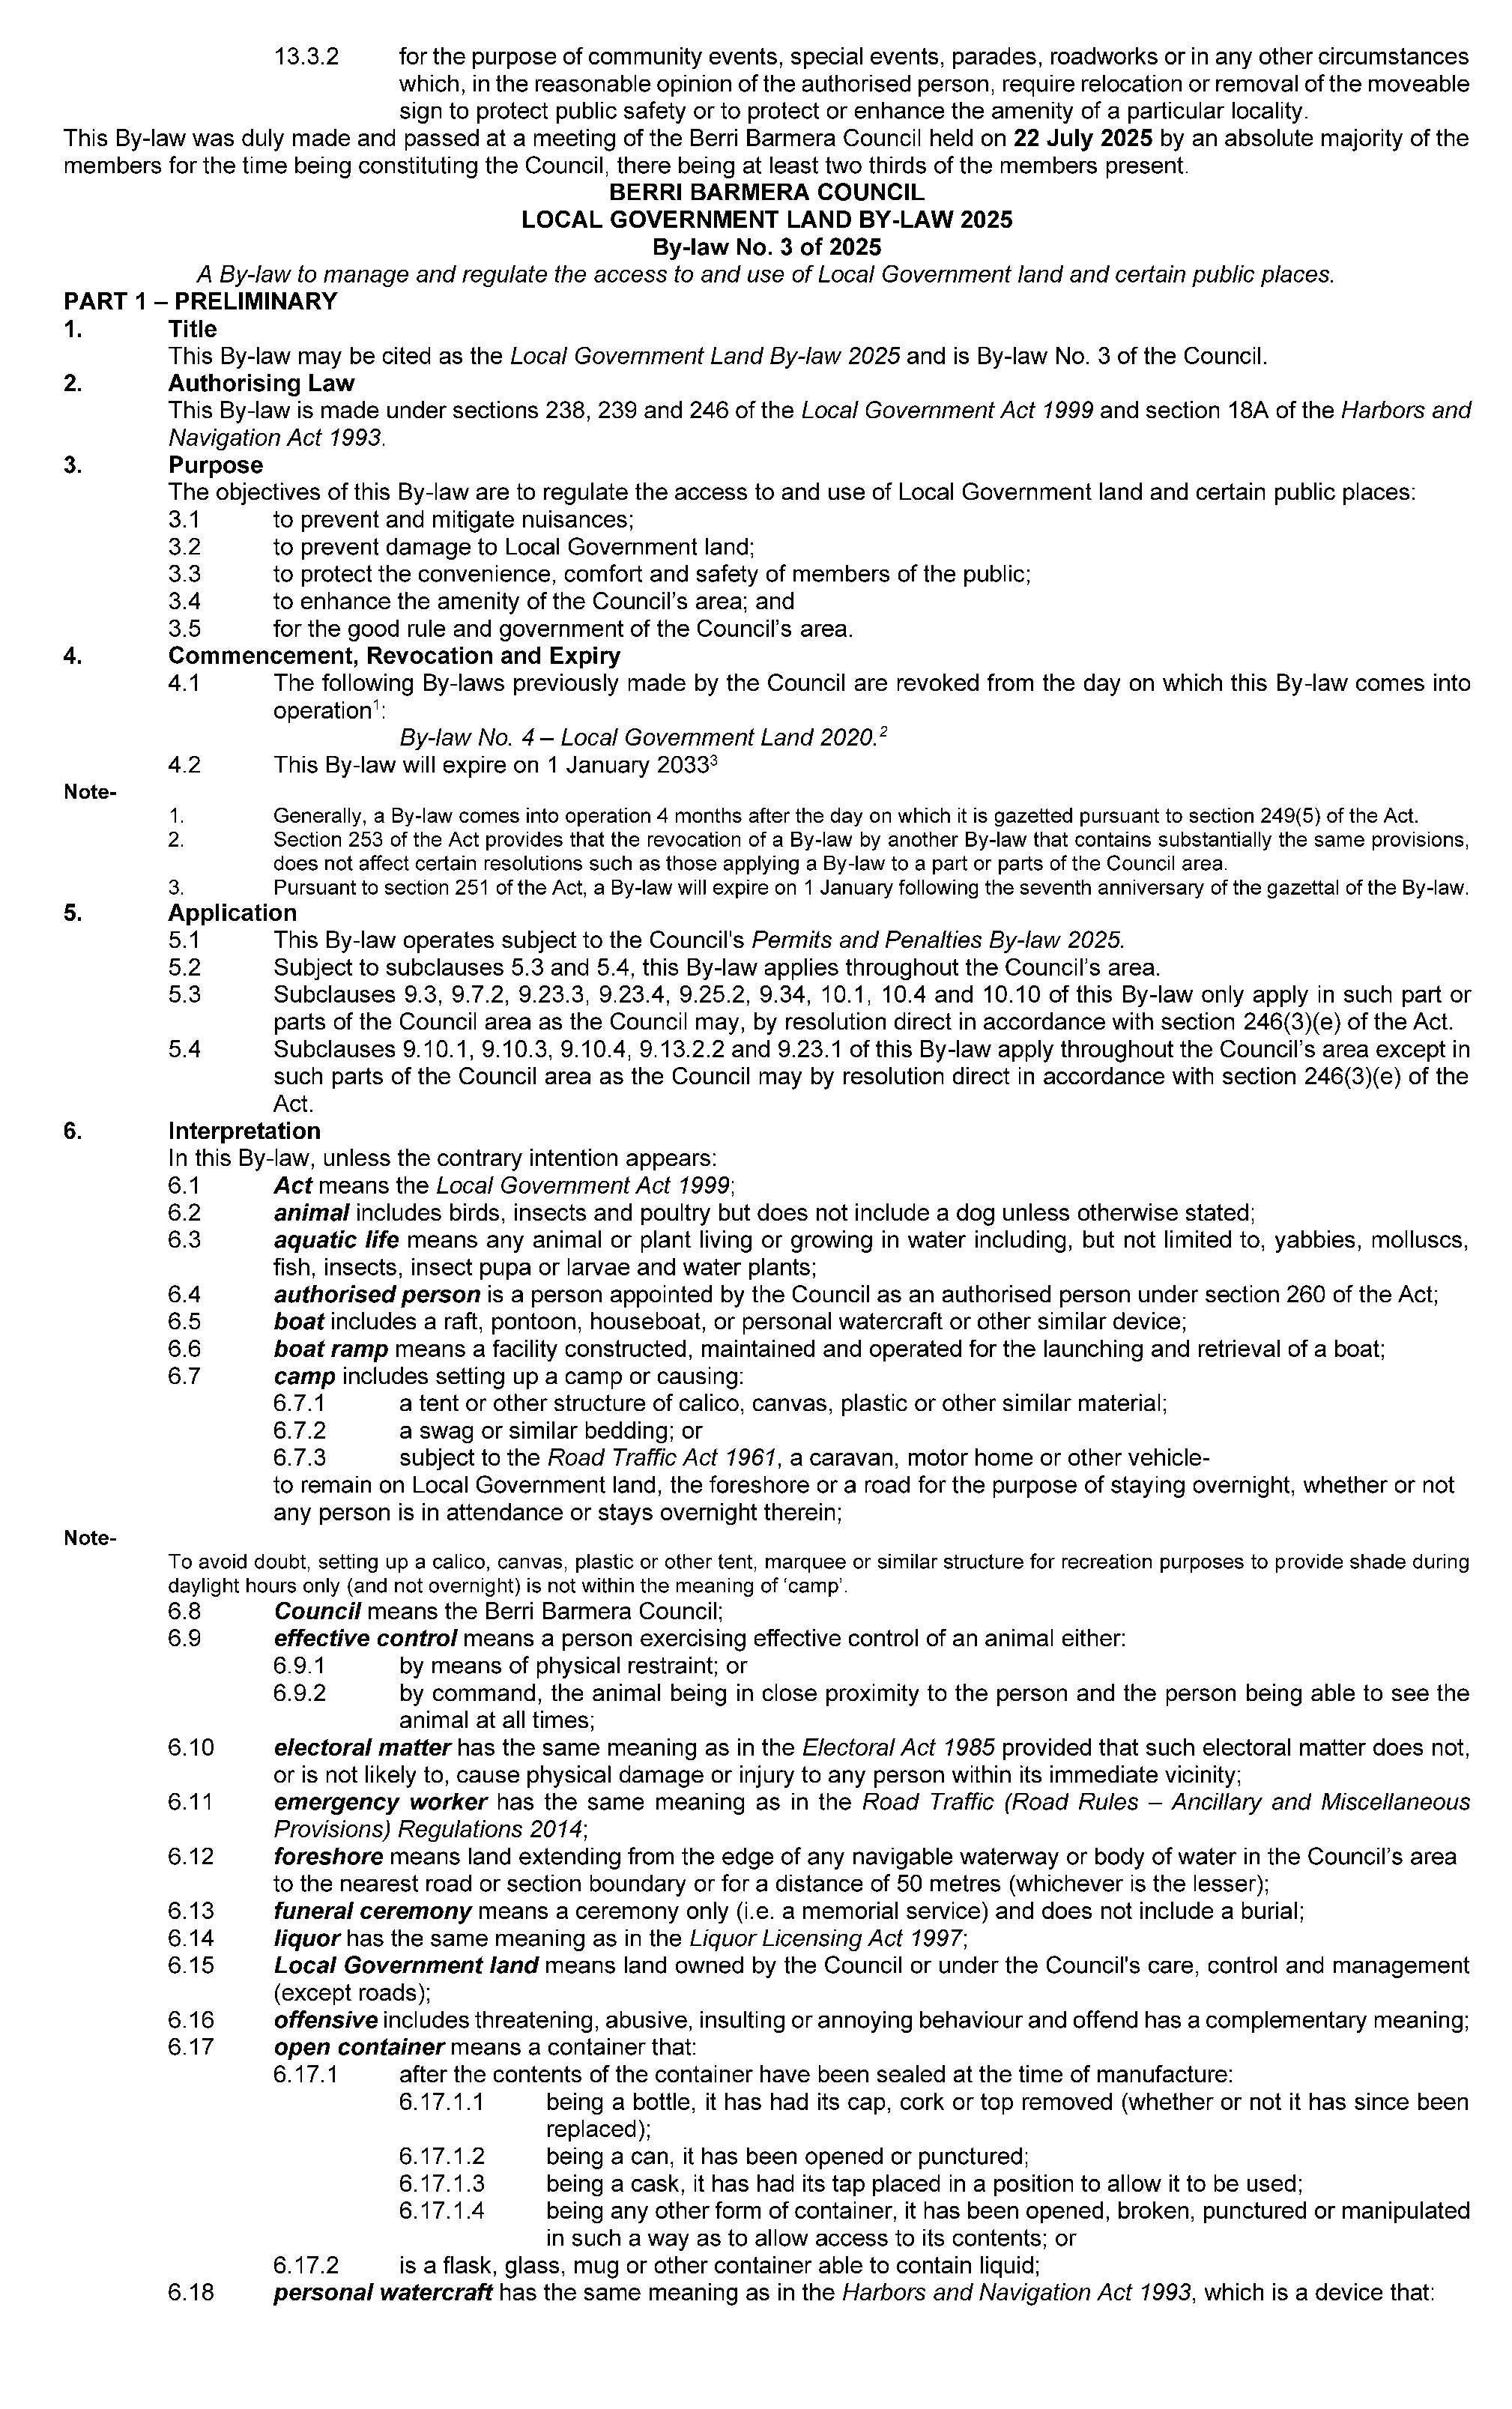 13.3.2 for the purpose of community events, special events, parades, roadworks or in any other circumstances
which, in the reasonable opinion of the authorised person, require relocation or removal of the moveable
sign to protect public safety or to protect or enhance the amenity of a particular locality.
This By-law was duly made and passed at a meeting of the Berri Barmera Council held on 22 July 2025 by an absolute majority of the
members for the time being constituting the Council, there being at least two thirds of the members present.
BERRI BARMERA COUNCIL
LOCAL GOVERNMENT LAND BY-LAW 2025
By-law No. 3 of 2025
A By-law to manage and regulate the access to and use of Local Government land and certain public places.
PART 1 – PRELIMINARY
1. Title
This By-law may be cited as the Local Government Land By-law 2025 and is By-law No. 3 of the Council.
2. Authorising Law
This By-law is made under sections 238, 239 and 246 of the Local Government Act 1999 and section 18A of the Harbors and
Navigation Act 1993.
3. Purpose
The objectives of this By-law are to regulate the access to and use of Local Government land and certain public places:
3.1 to prevent and mitigate nuisances;
3.2 to prevent damage to Local Government land;
3.3 to protect the convenience, comfort and safety of members of the public;
3.4 to enhance the amenity of the Council's area; and
3.5 for the good rule and government of the Council's area.
4. Commencement, Revocation and Expiry
4.1 The following By-laws previously made by the Council are revoked from the day on which this By-law comes into
operation¹:
By-law No. 4 – Local Government Land 2020.²
4.2 This By-law will expire on 1 January 2033³
Note-
1. Generally, a By-law comes into operation 4 months after the day on which it is gazetted pursuant to section 249(5) of the Act.
2. Section 253 of the Act provides that the revocation of a By-law by another By-law that contains substantially the same provisions,
does not affect certain resolutions such as those applying a By-law to a part or parts of the Council area.
3. Pursuant to section 251 of the Act, a By-law will expire on 1 January following the seventh anniversary of the gazettal of the By-law.
5. Application
5.1 This By-law operates subject to the Council's Permits and Penalties By-law 2025.
5.2 Subject to subclauses 5.3 and 5.4, this By-law applies throughout the Council's area.
5.3 Subclauses 9.3, 9.7.2, 9.23.3, 9.23.4, 9.25.2, 9.34, 10.1, 10.4 and 10.10 of this By-law only apply in such part or
parts of the Council area as the Council may, by resolution direct in accordance with section 246(3)(e) of the Act.
5.4 Subclauses 9.10.1, 9.10.3, 9.10.4, 9.13.2.2 and 9.23.1 of this By-law apply throughout the Council's area except in
such parts of the Council area as the Council may by resolution direct in accordance with section 246(3)(e) of the
Act.
6. Interpretation
In this By-law, unless the contrary intention appears:
6.1 Act means the Local Government Act 1999;
6.2 animal includes birds, insects and poultry but does not include a dog unless otherwise stated;
6.3 aquatic life means any animal or plant living or growing in water including, but not limited to, yabbies, molluscs,
fish, insects, insect pupa or larvae and water plants;
6.4 authorised person is a person appointed by the Council as an authorised person under section 260 of the Act;
6.5 boat includes a raft, pontoon, houseboat, or personal watercraft or other similar device;
6.6 boat ramp means a facility constructed, maintained and operated for the launching and retrieval of a boat;
6.7 camp includes setting up a camp or causing:
6.7.1 a tent or other structure of calico, canvas, plastic or other similar material;
6.7.2 a swag or similar bedding; or
6.7.3 subject to the Road Traffic Act 1961, a caravan, motor home or other vehicle-
to remain on Local Government land, the foreshore or a road for the purpose of staying overnight, whether or not
any person is in attendance or stays overnight therein;
Note-
To avoid doubt, setting up a calico, canvas, plastic or other tent, marquee or similar structure for recreation purposes to provide shade during
daylight hours only (and not overnight) is not within the meaning of 'camp'.
6.8 Council means the Berri Barmera Council;
6.9 effective control means a person exercising effective control of an animal either:
6.9.1 by means of physical restraint; or
6.9.2 by command, the animal being in close proximity to the person and the person being able to see the
animal at all times;
6.10 electoral matter has the same meaning as in the Electoral Act 1985 provided that such electoral matter does not,
or is not likely to, cause physical damage or injury to any person within its immediate vicinity;
6.11 emergency worker has the same meaning as in the Road Traffic (Road Rules – Ancillary and Miscellaneous
Provisions) Regulations 2014;
6.12 foreshore means land extending from the edge of any navigable waterway or body of water in the Council's area
to the nearest road or section boundary or for a distance of 50 metres (whichever is the lesser);
6.13 funeral ceremony means a ceremony only (i.e. a memorial service) and does not include a burial;
6.14 liquor has the same meaning as in the Liquor Licensing Act 1997;
6.15 Local Government land means land owned by the Council or under the Council's care, control and management
(except roads);
6.16 offensive includes threatening, abusive, insulting or annoying behaviour and offend has a complementary meaning;
6.17 open container means a container that:
6.17.1 after the contents of the container have been sealed at the time of manufacture:
6.17.1.1 being a bottle, it has had its cap, cork or top removed (whether or not it has since been
replaced);
6.17.1.2 being a can, it has been opened or punctured;
6.17.1.3 being a cask, it has had its tap placed in a position to allow it to be used;
6.17.1.4 being any other form of container, it has been opened, broken, punctured or manipulated
in such a way as to allow access to its contents; or
6.17.2 is a flask, glass, mug or other container able to contain liquid;
6.18 personal watercraft has the same meaning as in the Harbors and Navigation Act 1993, which is a device that: